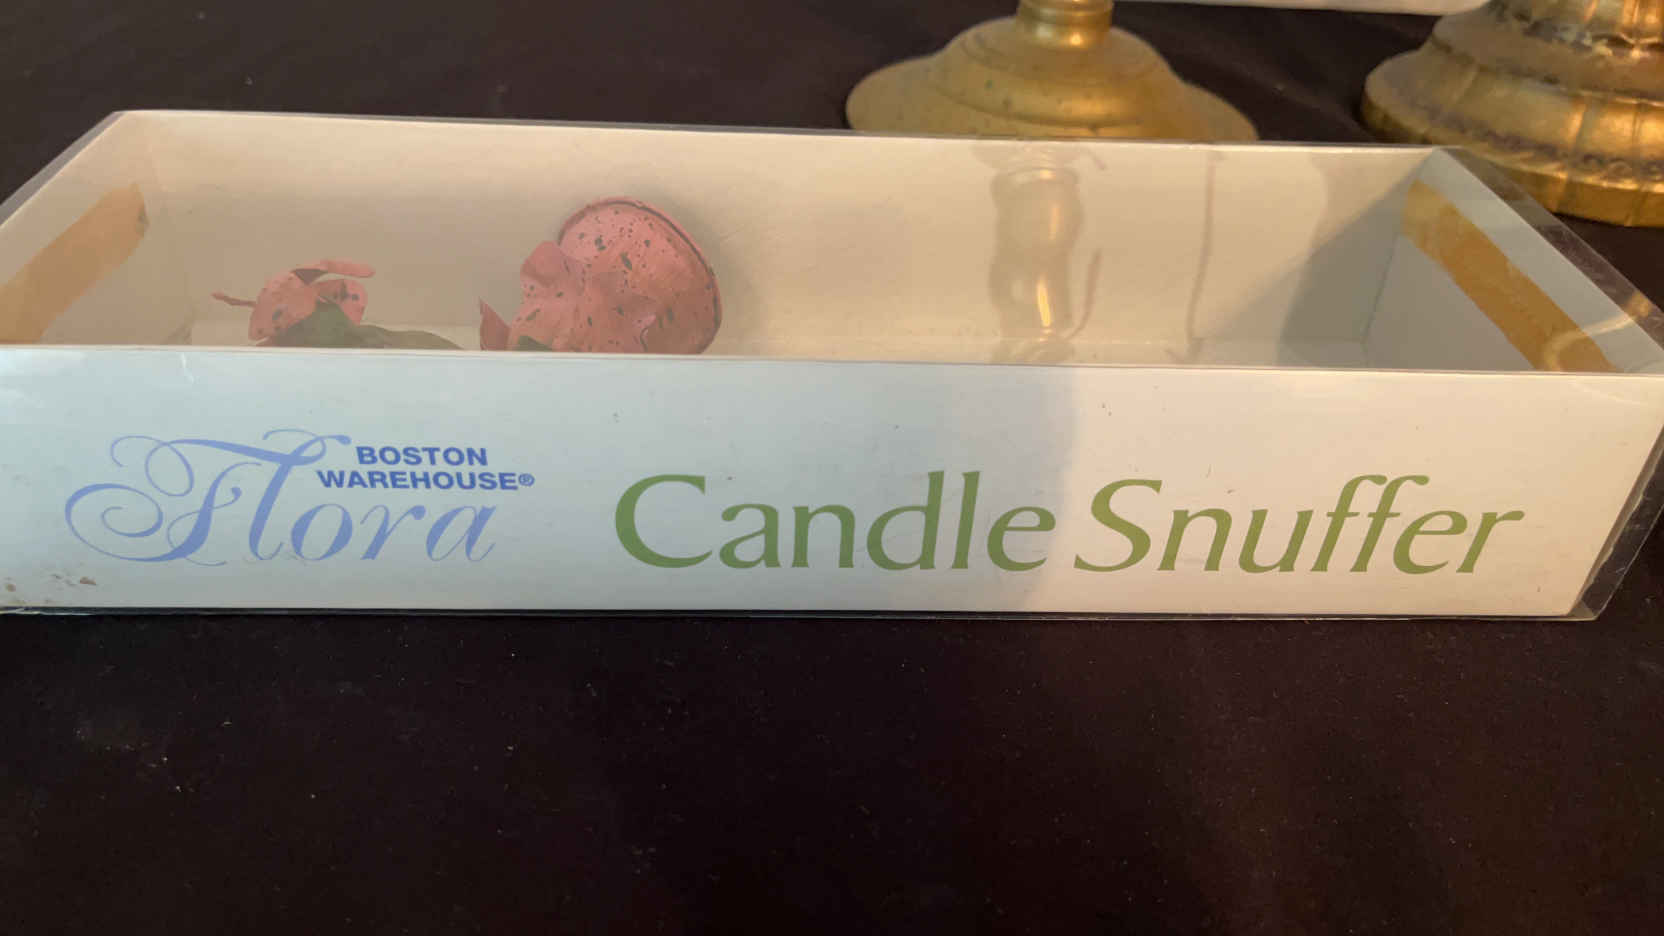 BOSTON
WAREHOUSE®
Flora
Candle Snuffer